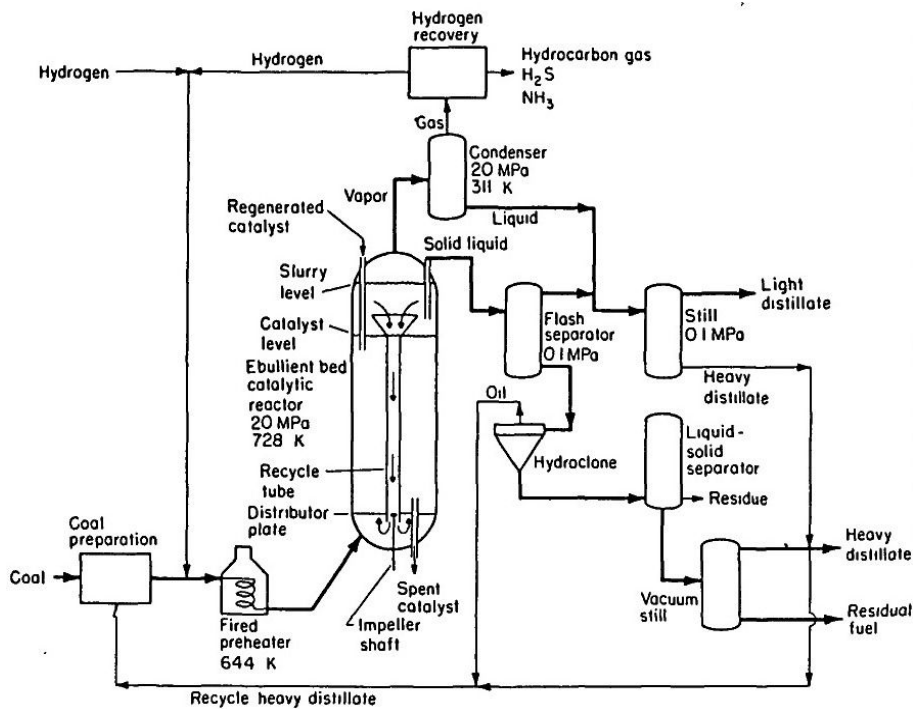 Hydrogen
recovery
Hydrogen
Hydrogen
Hydrocarbon gas
H₂S
NH₃
Gas
Condenser
20 MPa
311 K
Vapor
Liquid
Regenerated
catalyst
Solid liquid
Slurry
level
Light
distillate
Catalyst
level
Flash
separator
0.1 MPa
Still
0.1 MPa
Ebullient bed
catalytic
reactor
20 MPa
728 K
Heavy
distillate
Oil
Liquid-
solid
separator
Hydroclone
Recycle
tube
Residue
Distributor
plate
Coal
preparation
Heavy
distillate
Coal
Spent
catalyst
Vacuum
still
Residual
fuel
Fired
preheater
644 K
Impeller
shaft
Recycle heavy distillate